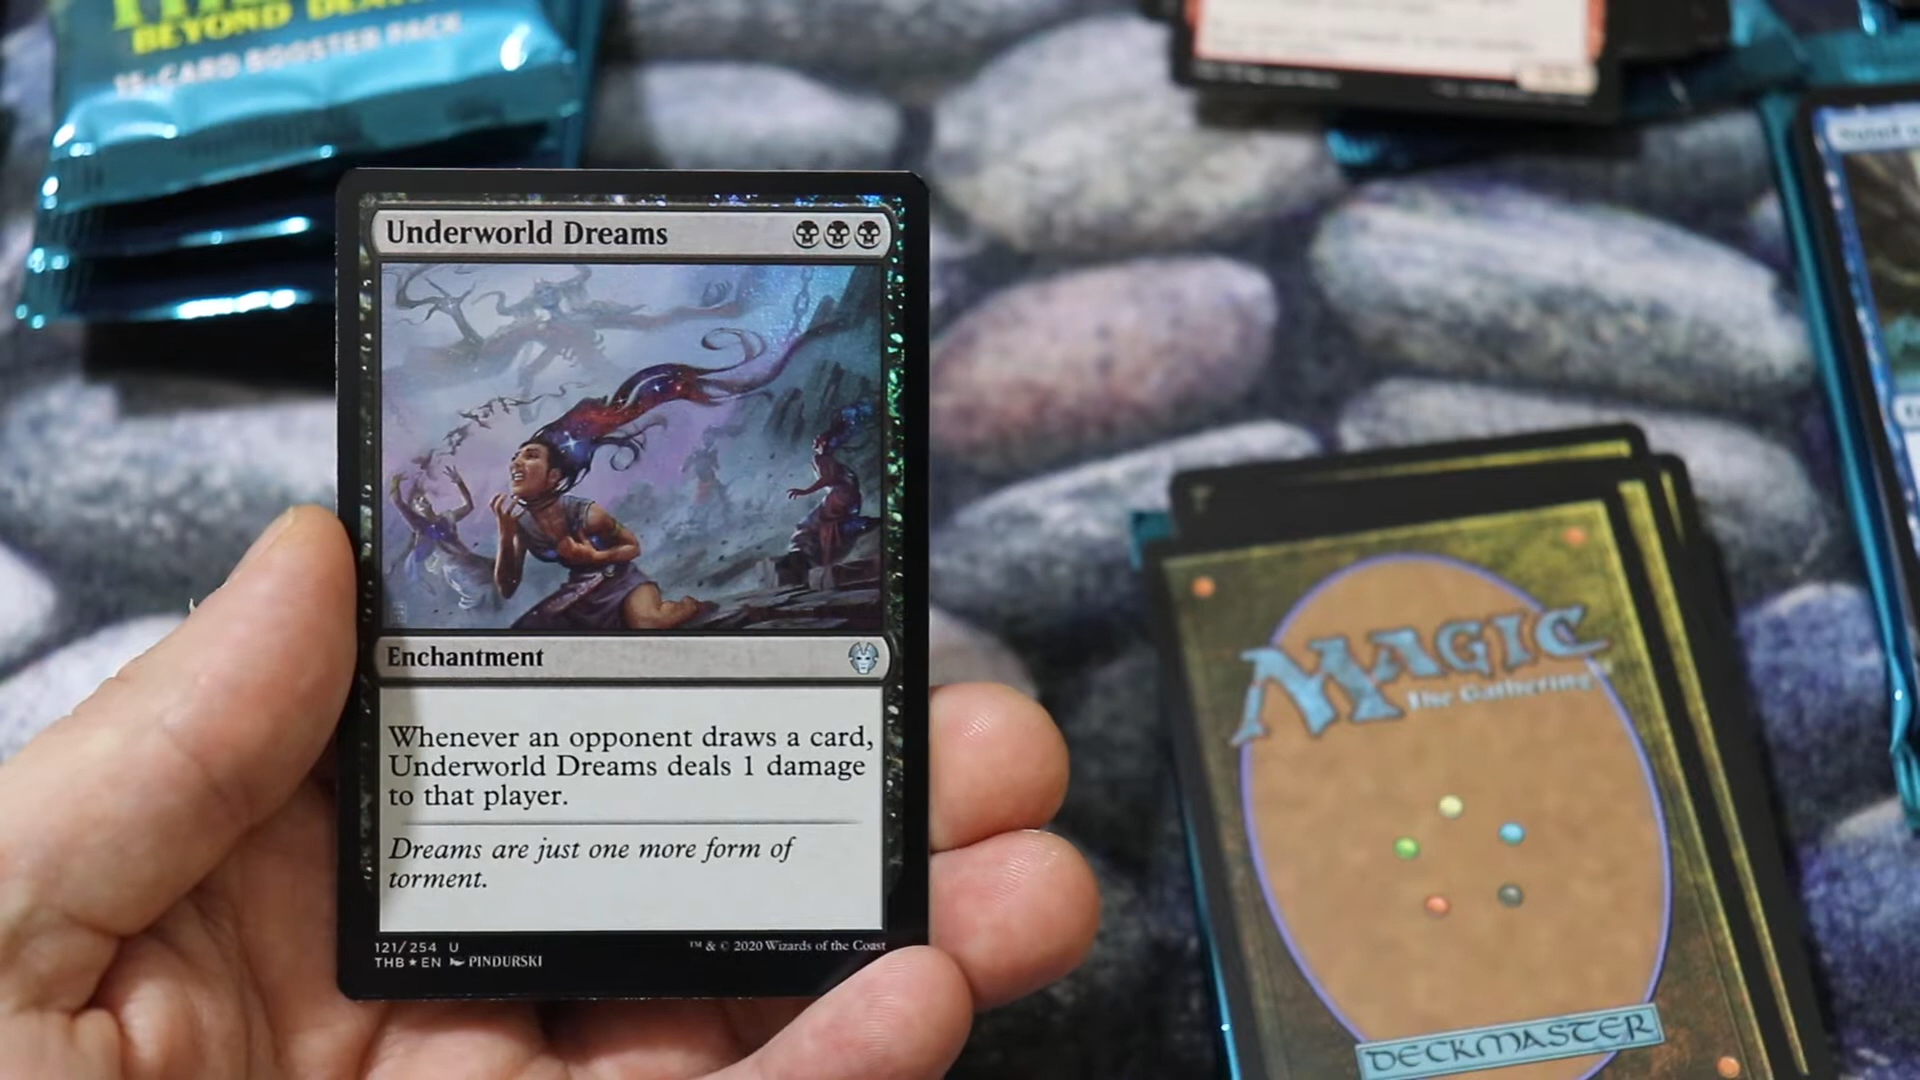 BEYOND DEATH
15-CARD BOOSTER PACK
Underworld Dreams
Enchantment
Whenever an opponent draws a card,
Underworld Dreams deals 1 damage
to that player.
Dreams are just one more form of
torment.
121/254 U
THB★EN PINDURSKI
™ & © 2020 Wizards of the Coast
MAGIC
The Gathering
DECKMASTER